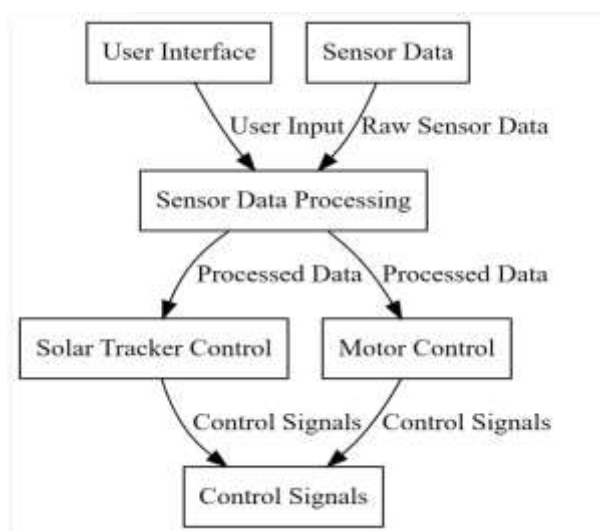 User Interface
Sensor Data
User Input
Raw Sensor Data
Sensor Data Processing
Processed Data
Processed Data
Solar Tracker Control
Motor Control
Control Signals
Control Signals
Control Signals